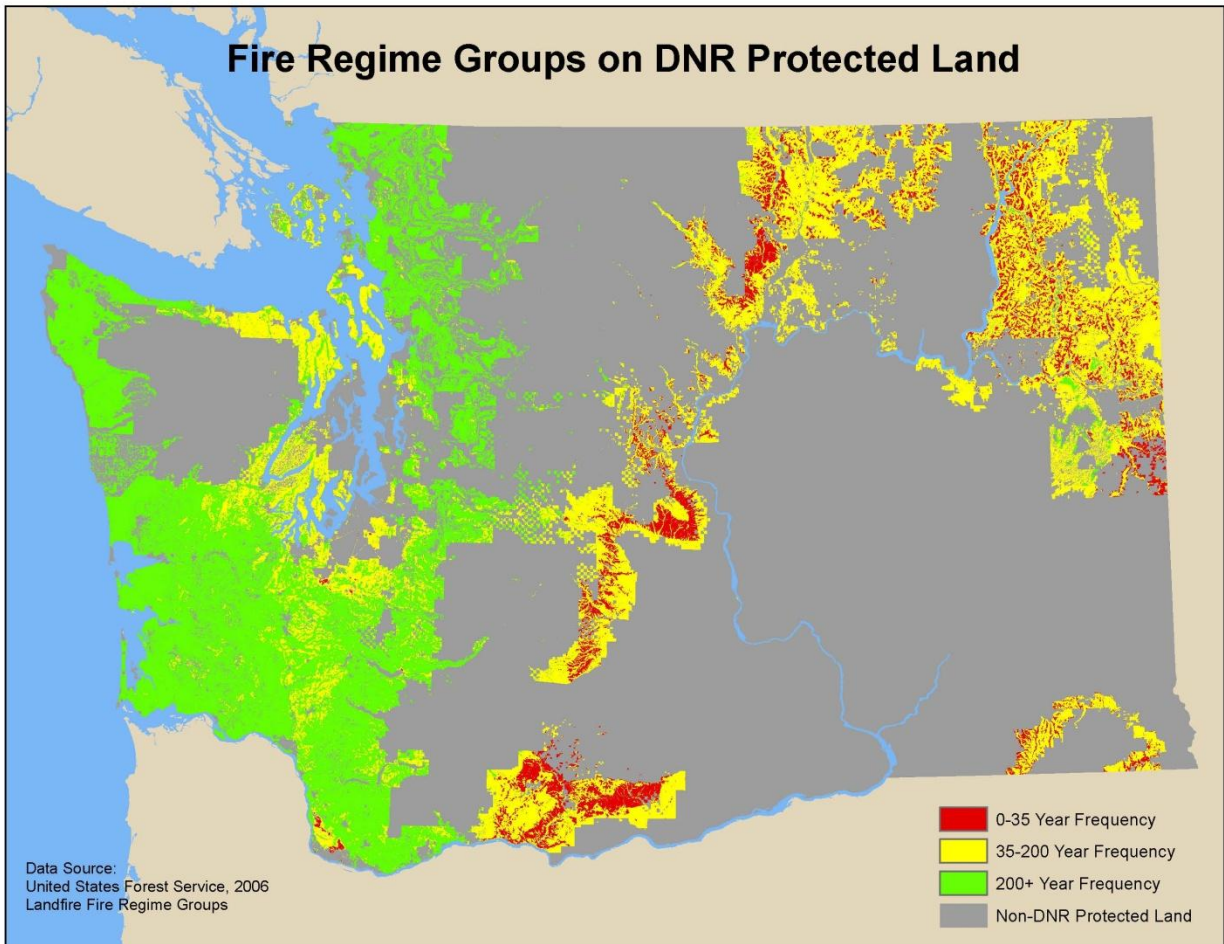 Fire Regime Groups on DNR Protected Land
0-35 Year Frequency
35-200 Year Frequency
200+ Year Frequency
Non-DNR Protected Land
Data Source:
United States Forest Service, 2006
Landfire Fire Regime Groups